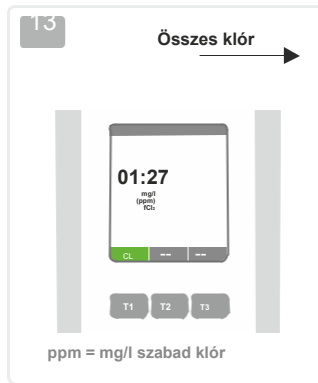 13
Összes klór
01:27
mg/l
(ppm)
fCl₂
CL -- --
T1 T2 T3
ppm = mg/l szabad klór